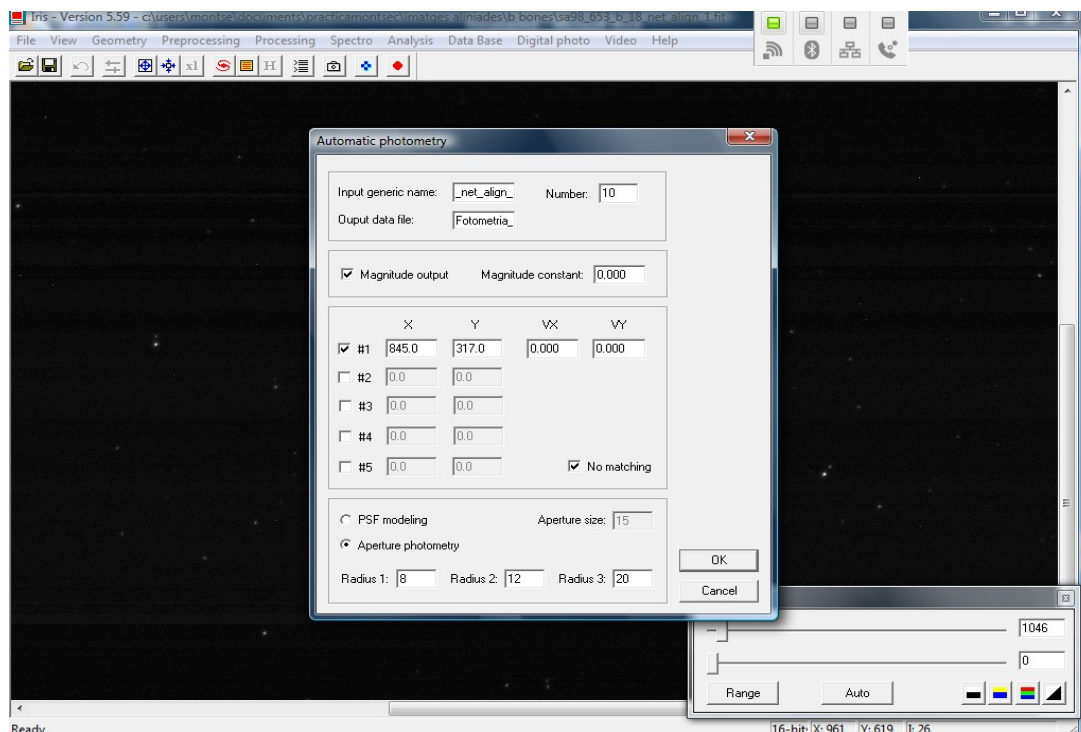 Iris - Version 5.59 - c:\users\montse\documents\practicamontsec\imatges aliniades\b bones\sa98_653_b_18_net_align_1.fit
File View Geometry Preprocessing Processing Spectro Analysis Data Base Digital photo Video Help
x1 H
Automatic photometry
Input generic name: _net_align_ Number: 10
Ouput data file: Fotometria_
Magnitude output Magnitude constant: 0.000
X Y VX VY
#1 845.0 317.0 0.000 0.000
#2 0.0 0.0
#3 0.0 0.0
#4 0.0 0.0
#5 0.0 0.0 No matching
PSF modeling Aperture size: 15
Aperture photometry
Radius 1: 8 Radius 2: 12 Radius 3: 20
OK
Cancel
1046
0
Range Auto
Ready 16-bit: X: 961 Y: 619 I: 26